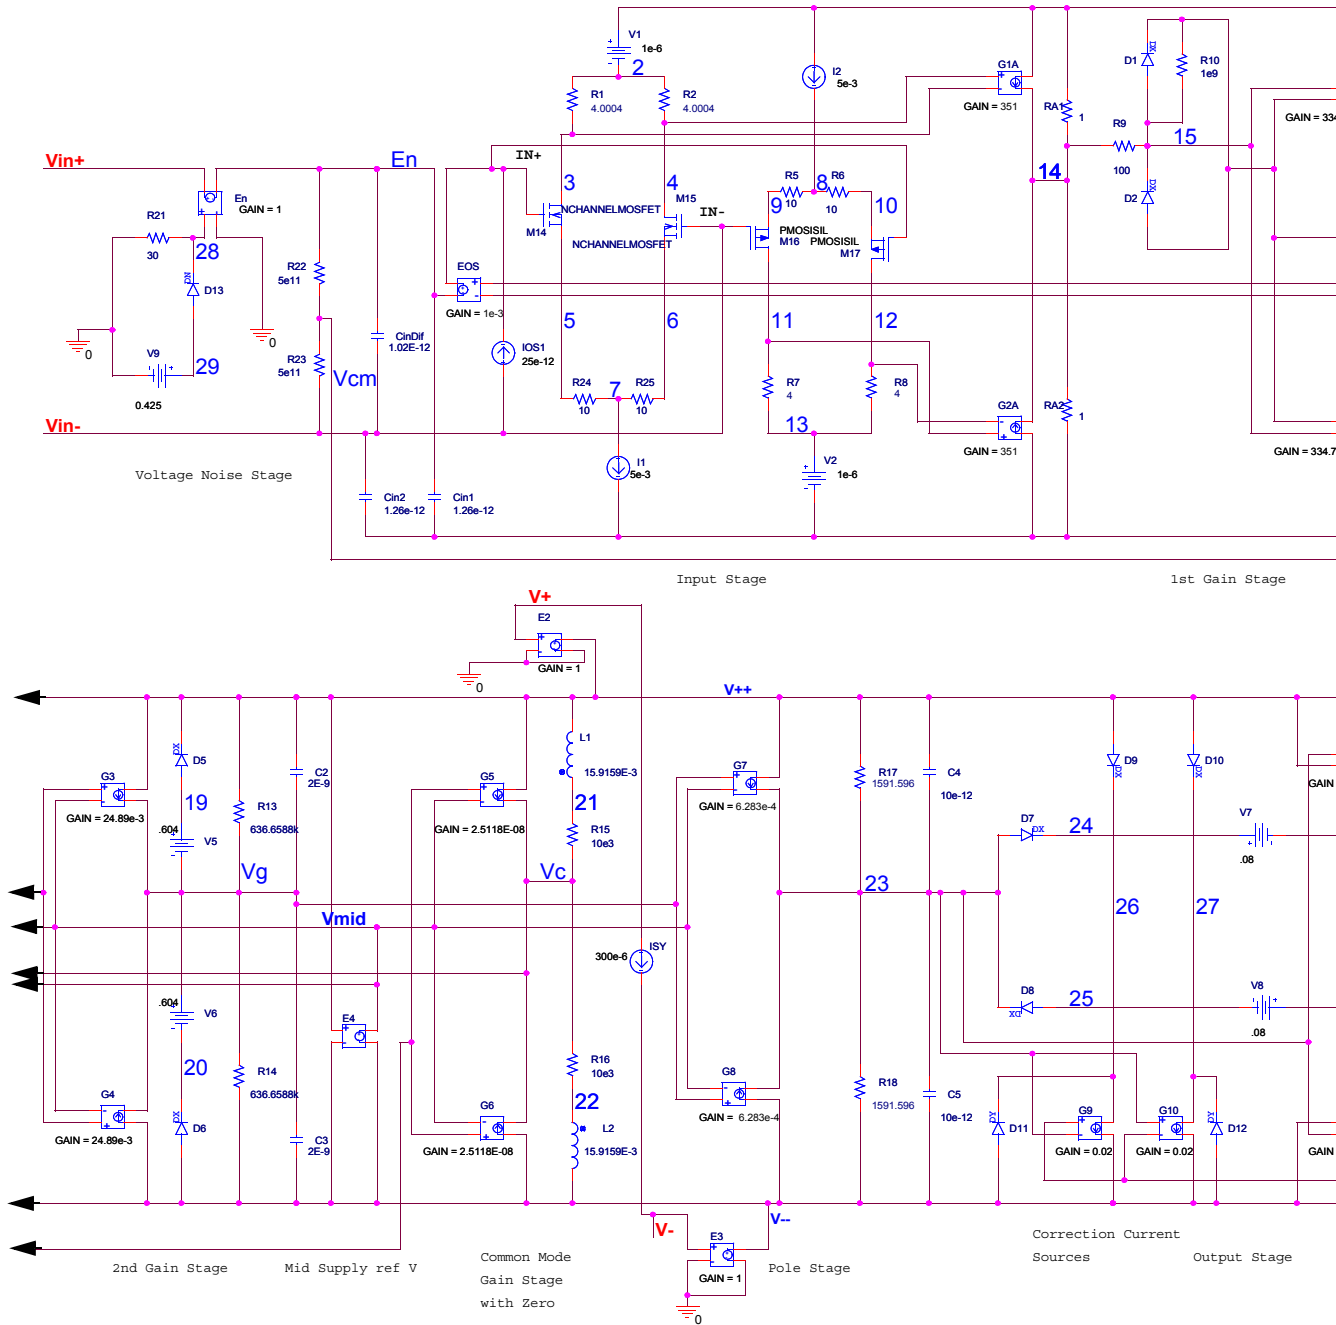 V1
1e-6
2
I2
5e-3
G1A
GAIN = 351
D1
DX
R10
1e9
GAIN = 334
R1
4.0004
R2
4.0004
RA1
1
R9
100
15
Vin+
En
IN+
En
GAIN = 1
3
4
M15
NCHANNELMOSFET
M14
NCHANNELMOSFET
IN-
R5
10
8
R6
10
9
10
PMOSISIL
M16
PMOSISIL
M17
14
D2
DX
R21
30
28
DN
D13
R22
5e11
EOS
GAIN = 1e-3
0
0
V9
29
0.425
R23
5e11
CinDif
1.02E-12
Vcm
IOS1
25e-12
5
6
11
12
R24
10
7
R25
10
R7
4
R8
4
RA2
1
Vin-
13
G2A
GAIN = 351
GAIN = 334.7
Voltage Noise Stage
I1
5e-3
V2
1e-6
Cin2
1.26e-12
Cin1
1.26e-12
Input Stage
1st Gain Stage
V+
E2
GAIN = 1
0
V++
DX
D5
L1
15.9159E-3
G3
GAIN = 24.89e-3
19
.604
V5
R13
636.6588k
C2
2E-9
G5
GAIN = 2.5118E-08
21
R15
10e3
G7
GAIN = 6.283e-4
R17
1591.596
C4
10e-12
D9
DX
D10
DX
GAIN
D7
DX
24
V7
.08
Vg
Vc
23
Vmid
26
27
ISY
300e-6
.604
V6
E4
D8
DX
25
V8
.08
20
R14
636.6588k
R16
10e3
22
G4
GAIN = 24.89e-3
DX
D6
C3
2E-9
G6
GAIN = 2.5118E-08
L2
15.9159E-3
G8
GAIN = 6.283e-4
R18
1591.596
C5
10e-12
DX
D11
G9
GAIN = 0.02
G10
GAIN = 0.02
DX
D12
GAIN
V-
V--
E3
GAIN = 1
0
2nd Gain Stage
Mid Supply ref V
Common Mode
Gain Stage
with Zero
Pole Stage
Correction Current
Sources
Output Stage